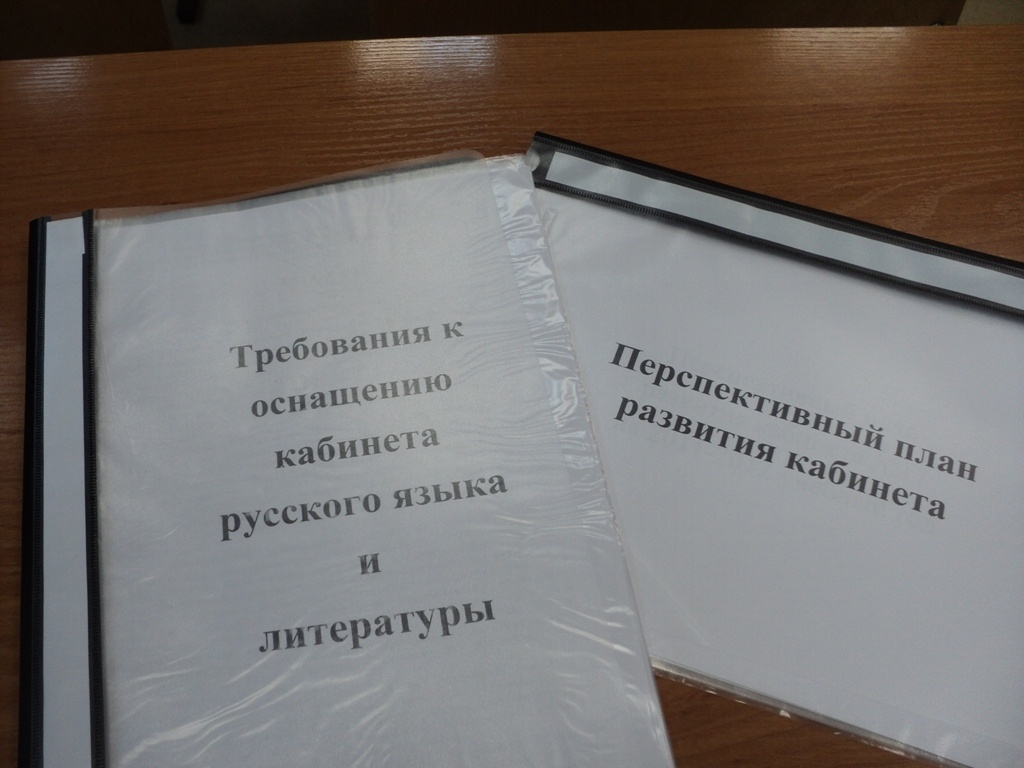 Требования к
оснащению
кабинета
русского языка
и
литературы
Перспективный план
развития кабинета